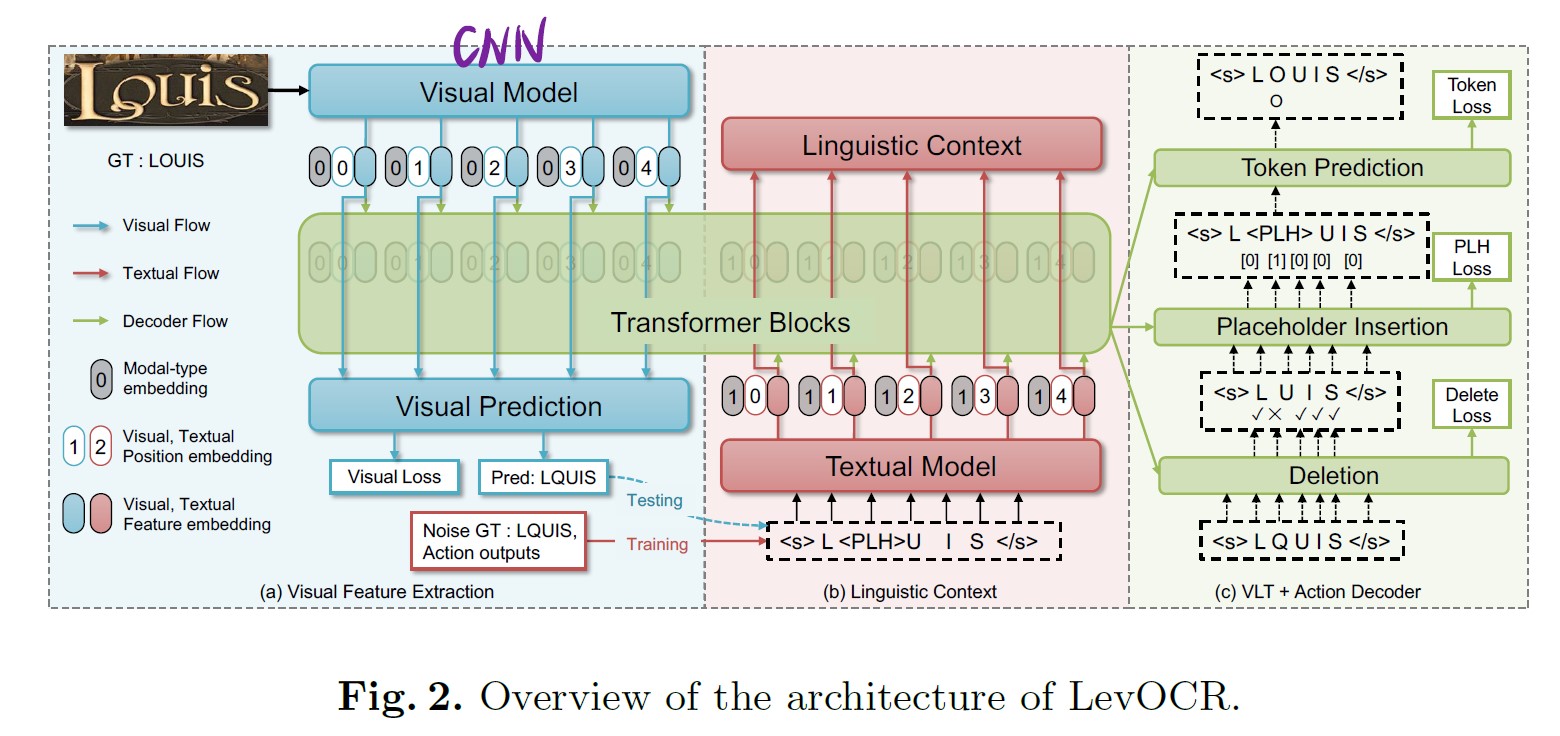 CNN
Louis
Visual Model
GT : LOUIS
0 0 0 1 0 2 0 3 0 4
Visual Flow
Textual Flow
Decoder Flow
0 Modal-type
embedding
1 2 Visual, Textual
Position embedding
Visual, Textual
Feature embedding
0 0 0 1 0 2 0 3 0 4
Visual Prediction
Visual Loss
Pred: LQUIS
Testing
Noise GT : LQUIS,
Action outputs
Training
(a) Visual Feature Extraction
Linguistic Context
1 0 1 1 1 2 1 3 1 4
Transformer Blocks
1 0 1 1 1 2 1 3 1 4
Textual Model
<s> L <PLH>U I S </s>
(b) Linguistic Context
<s> L O U I S </s>
O
Token
Loss
Token Prediction
<s> L <PLH> U I S </s>
[0] [1] [0] [0] [0]
PLH
Loss
Placeholder Insertion
<s> L U I S </s>
✓× ✓✓✓
Delete
Loss
Deletion
<s> L Q U I S </s>
(c) VLT + Action Decoder
Fig. 2. Overview of the architecture of LevOCR.